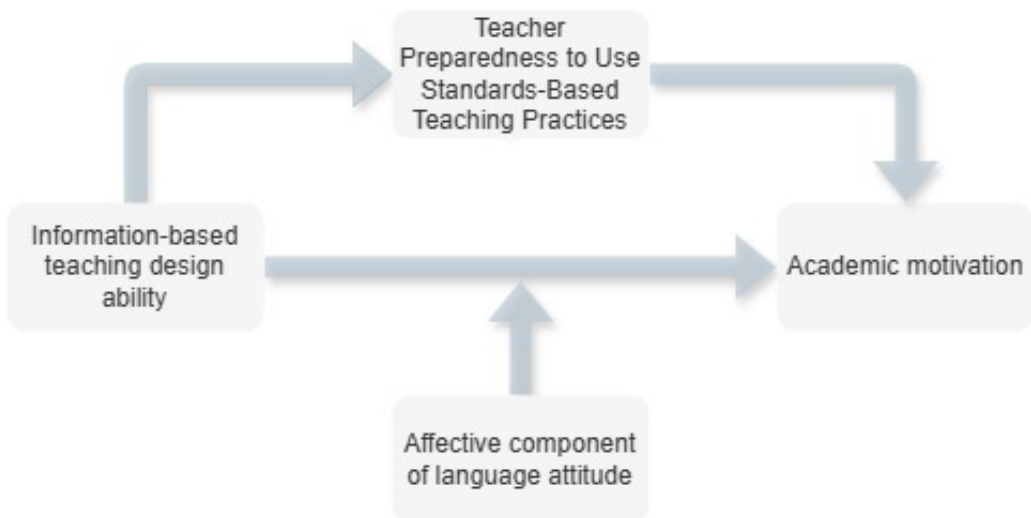 Teacher
Preparedness to Use
Standards-Based
Teaching Practices
Information-based
teaching design
ability
Academic motivation
Affective component
of language attitude